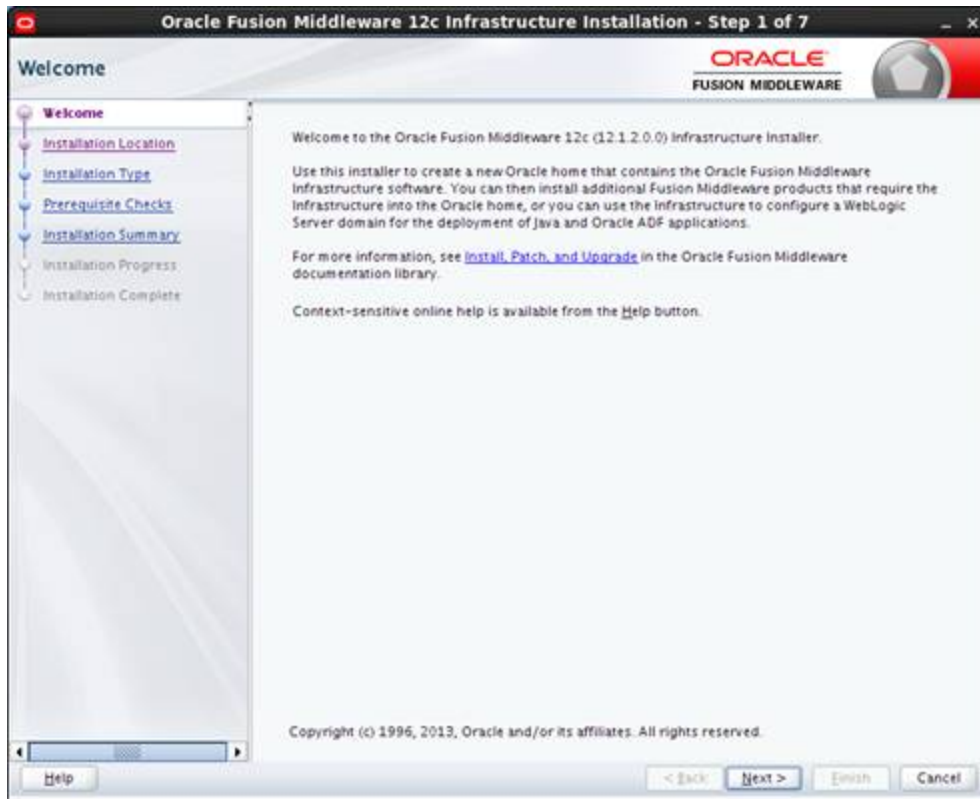 Oracle Fusion Middleware 12c Infrastructure Installation - Step 1 of 7
Welcome
ORACLE
FUSION MIDDLEWARE
Welcome
Installation Location
Installation Type
Prerequisite Checks
Installation Summary
Installation Progress
Installation Complete
Welcome to the Oracle Fusion Middleware 12c (12.1.2.0.0) Infrastructure Installer.
Use this installer to create a new Oracle home that contains the Oracle Fusion Middleware
Infrastructure software. You can then install additional Fusion Middleware products that require the
Infrastructure into the Oracle home, or you can use the Infrastructure to configure a WebLogic
Server domain for the deployment of Java and Oracle ADF applications.
For more information, see Install, Patch, and Upgrade in the Oracle Fusion Middleware
documentation library.
Context-sensitive online help is available from the Help button.
Copyright (c) 1996, 2013, Oracle and/or its affiliates. All rights reserved.
Help
< Back
Next >
Finish
Cancel